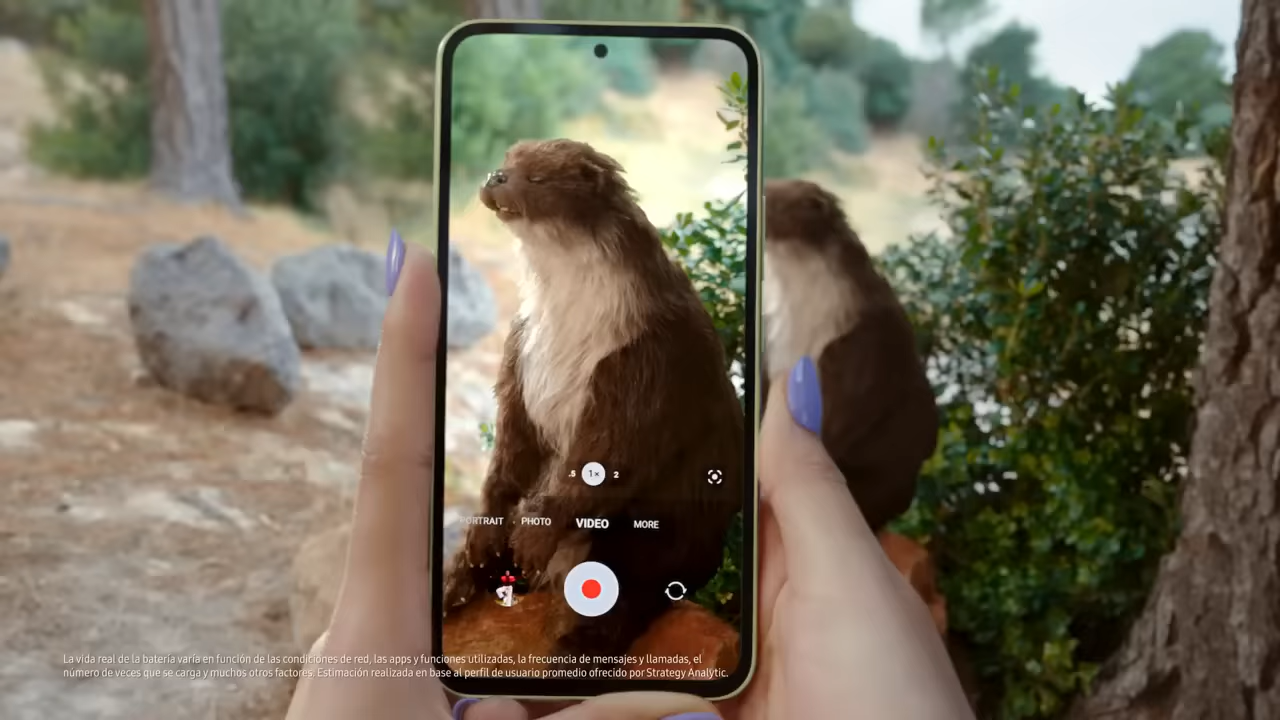 .5 1× 2
PORTRAIT PHOTO VIDEO MORE
La vida real de la batería varía en función de las condiciones de red, las apps y funciones utilizadas, la frecuencia de mensajes y llamadas, el
número de veces que se carga y muchos otros factores. Estimación realizada en base al perfil de usuario promedio ofrecido por Strategy Analytic.